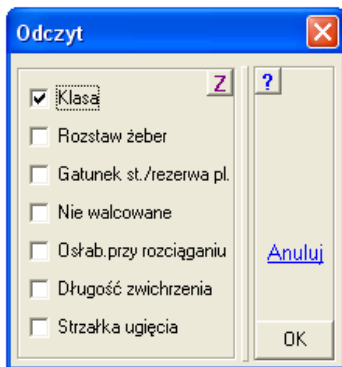 Odczyt
Z
?
Klasa
Rozstaw żeber
Gatunek st./rezerwa pl.
Nie walcowane
Osłab.przy rozciąganiu
Anuluj
Długość zwichrzenia
Strzałka ugięcia
OK